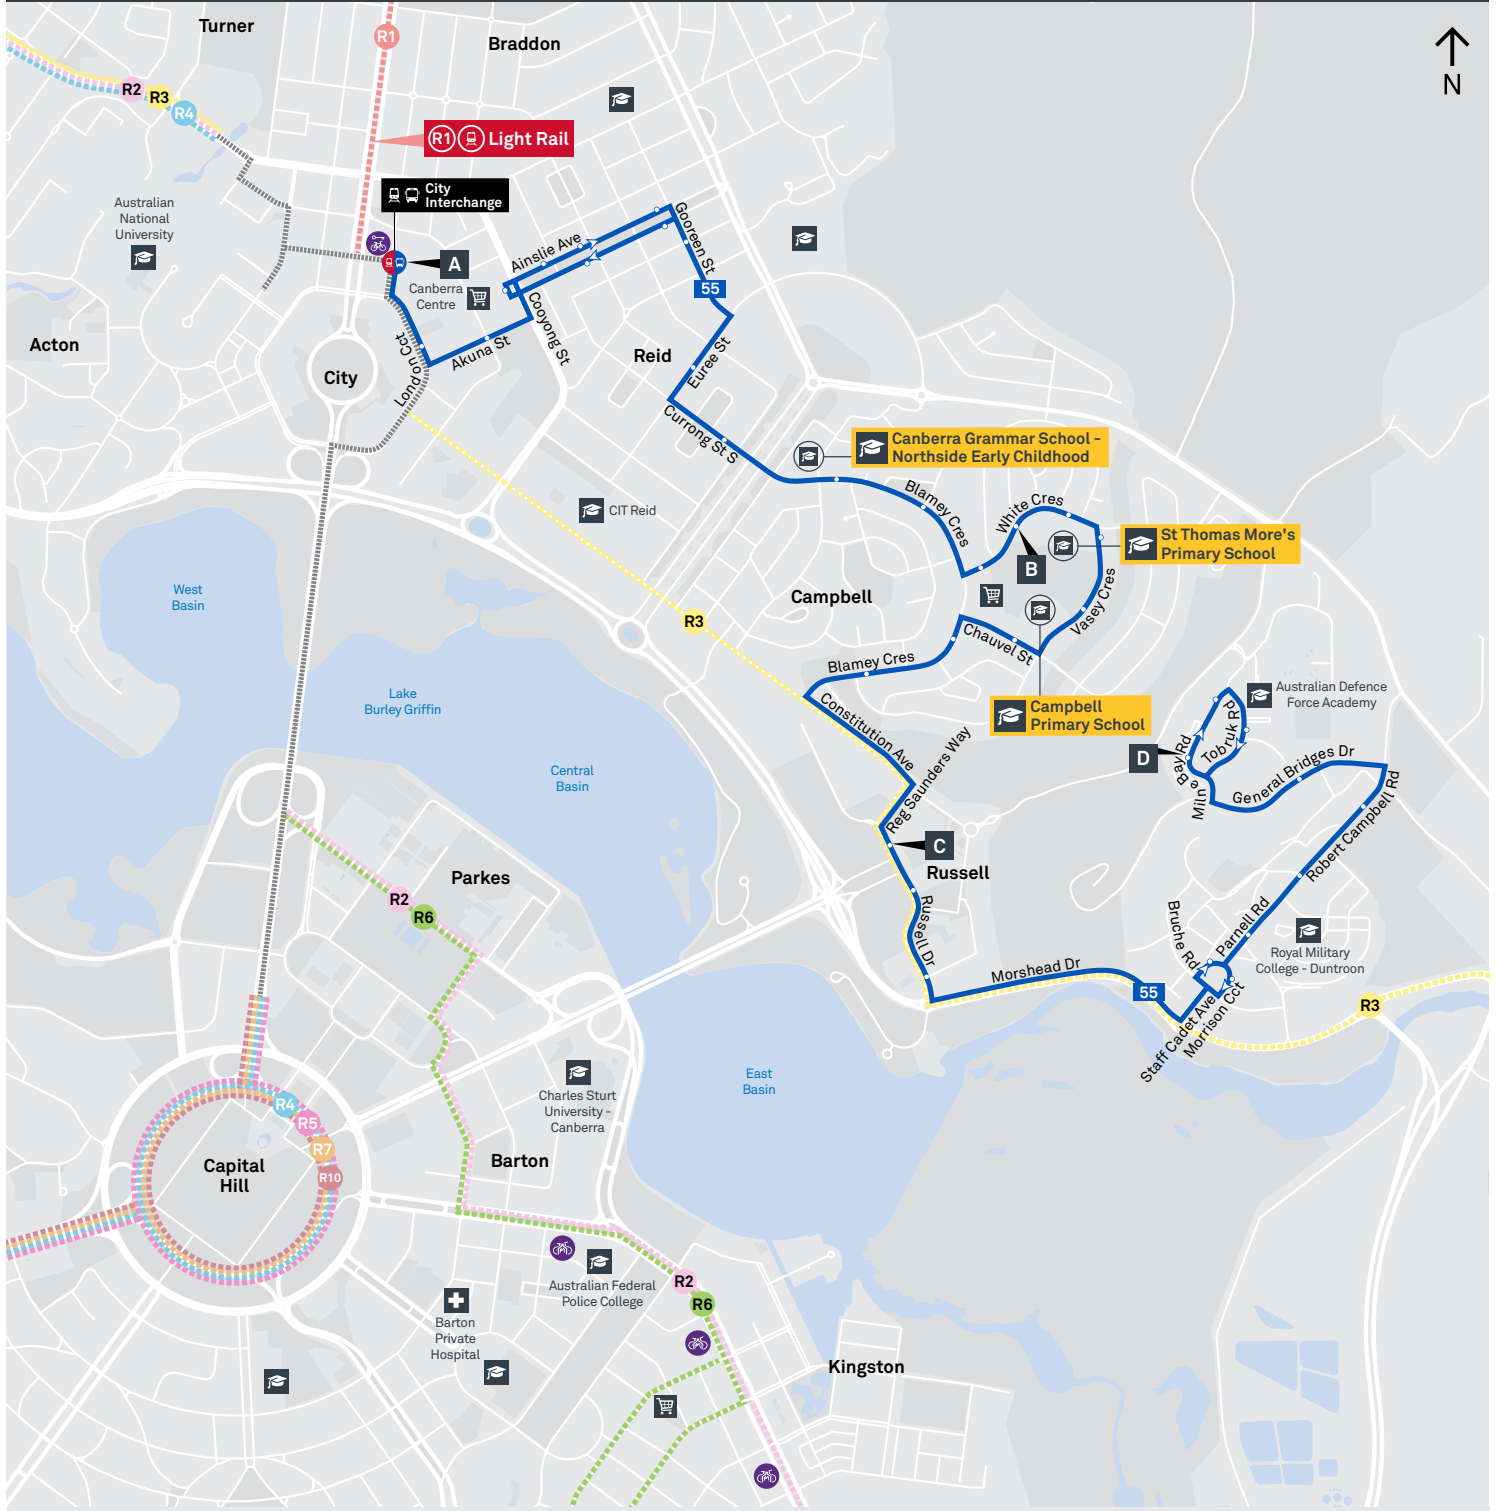 Turner
Braddon
R1
N
R2
R3
R4
R1 Light Rail
City
Interchange
Australian
National
University
A
Canberra
Centre
Ainslie Ave
Gooreen St
55
Cooyong St
Akuna St
London Cct
Acton
City
Reid
Euree St
Currong St S
Canberra Grammar School -
Northside Early Childhood
CIT Reid
Blamey Cres
White Cres
B
St Thomas More's
Primary School
Vasey Cres
West
Basin
Campbell
R3
Chauvel St
Blamey Cres
Lake
Burley Griffin
Constitution Ave
Campbell
Primary School
Australian Defence
Force Academy
D
Tobruk Rd
Milne Bay Rd
General Bridges Dr
Robert Campbell Rd
Central
Basin
Reg Saunders Way
C
Russell
Parkes
R2
R6
Russell Dr
Bruche Rd
Parnell Rd
Royal Military
College - Duntroon
Morshead Dr
55
R3
Staff Cadet Ave
Morrison Cct
East
Basin
Charles Sturt
University -
Canberra
R4
R5
R7
R10
Capital
Hill
Barton
Australian Federal
Police College
R2
R6
Barton
Private
Hospital
Kingston